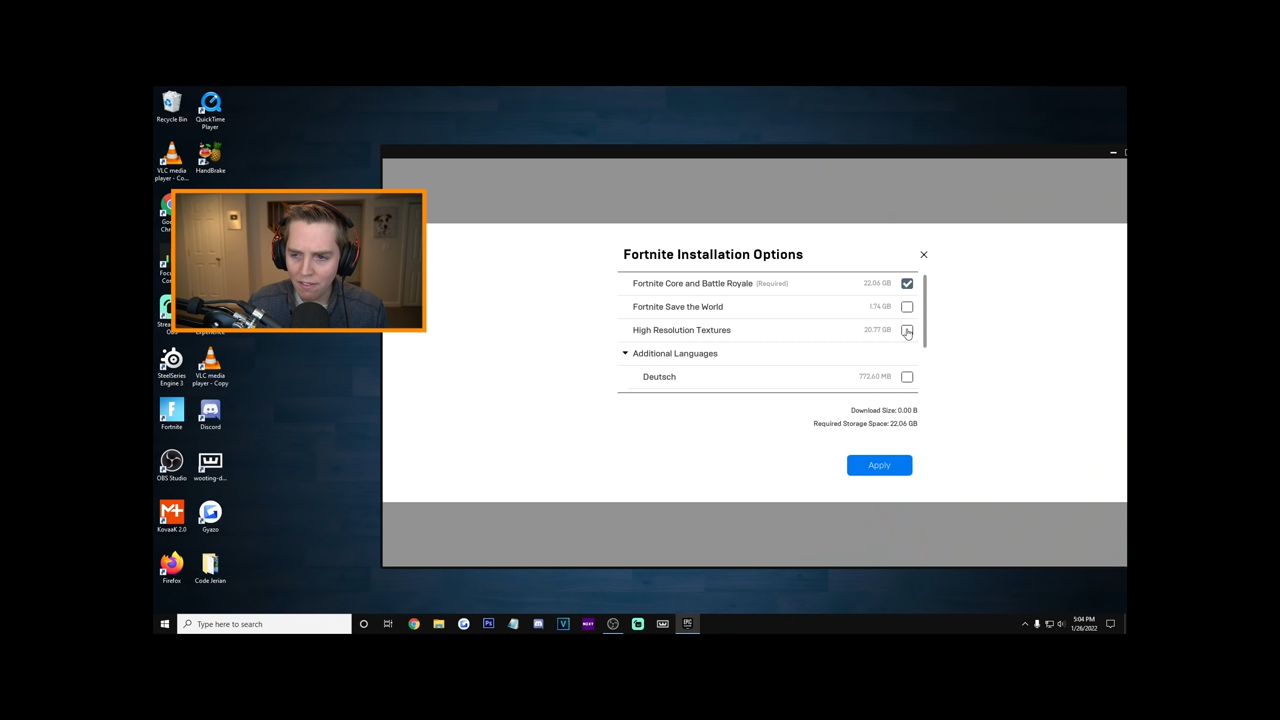 Recycle Bin
QuickTime
Player
VLC media
player - Co...
HandBrake
Fortnite Installation Options
Fortnite Core and Battle Royale (Required) 22.06 GB
Fortnite Save the World 1.74 GB
High Resolution Textures 20.77 GB
Additional Languages
Deutsch 772.60 MB
Download Size: 0.00 B
Required Storage Space: 22.06 GB
Apply
SteelSeries
Engine 3
VLC media
player - Copy
Fortnite
Discord
OBS Studio
wooting-d...
KovaaK 2.0
Gyazo
Firefox
Code Jerian
Type here to search
Ps
V
EPIC
5:04 PM
1/26/2022